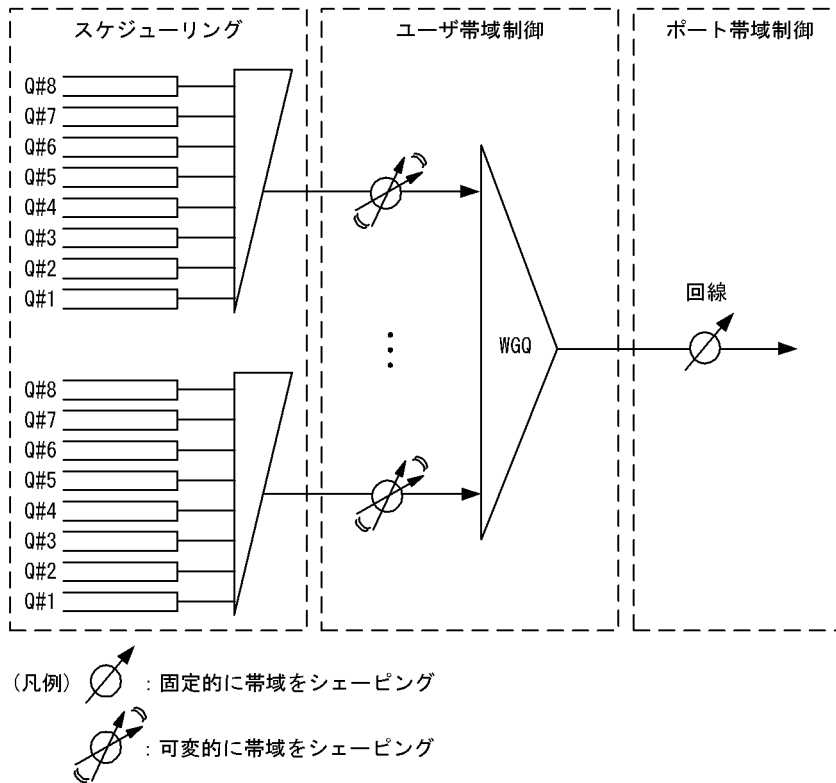 スケジューリング
ユーザ帯域制御
ポート帯域制御
Q#8
Q#7
Q#6
Q#5
Q#4
Q#3
Q#2
Q#1
WGQ
回線
Q#8
Q#7
Q#6
Q#5
Q#4
Q#3
Q#2
Q#1
(凡例) :固定的に帯域をシェーピング
:可変的に帯域をシェーピング